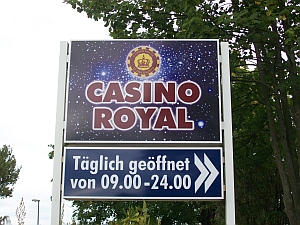 CASINO
ROYAL
Täglich geöffnet
von 09.00-24.00